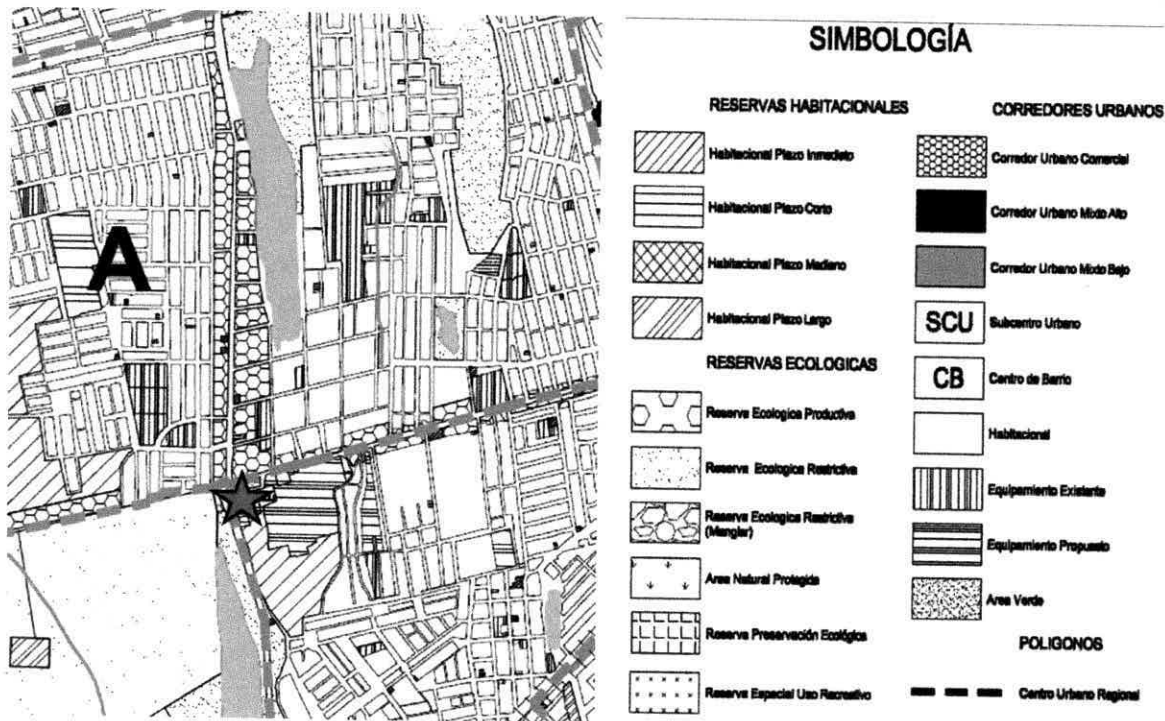 A
SIMBOLOGÍA
RESERVAS HABITACIONALES
Habitacional Plazo Inmediato
Habitacional Plazo Corto
Habitacional Plazo Mediano
Habitacional Plazo Largo
RESERVAS ECOLOGICAS
Reserva Ecologica Productiva
Reserva Ecologica Restrictiva
Reserva Ecologica Restrictiva
(Manglar)
Area Natural Protegida
Reserva Preservación Ecológica
Reserva Espacial Uso Recreativo
CORREDORES URBANOS
Corredor Urbano Comercial
Corredor Urbano Mixto Alto
Corredor Urbano Mixto Bajo
SCU Subcentro Urbano
CB Centro de Barrio
Habitacional
Equipamiento Existente
Equipamiento Propuesto
Area Verde
POLIGONOS
Centro Urbano Regional